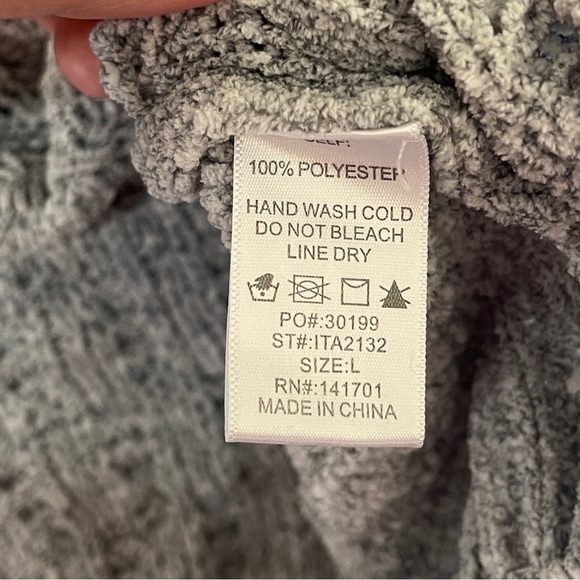 SELF:
100% POLYESTER
HAND WASH COLD
DO NOT BLEACH
LINE DRY
PO#:30199
ST#:ITA2132
SIZE:L
RN#:141701
MADE IN CHINA